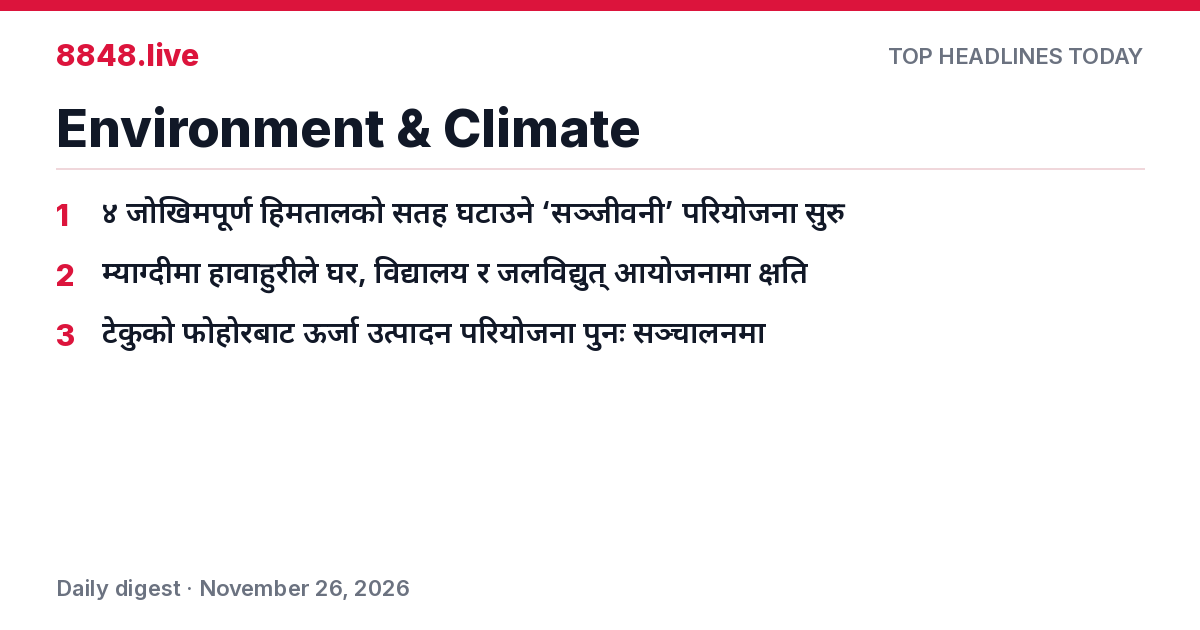 8848.live
TOP HEADLINES TODAY
Environment & Climate
1 ४ जोखिमपूर्ण हिमतालको सतह घटाउने ‘सञ्जीवनी’ परियोजना सुरु
2 म्याग्दीमा हावाहुरीले घर, विद्यालय र जलविद्युत् आयोजनामा क्षति
3 टेकुको फोहोरबाट ऊर्जा उत्पादन परियोजना पुनः सञ्चालनमा
Daily digest · November 26, 2026